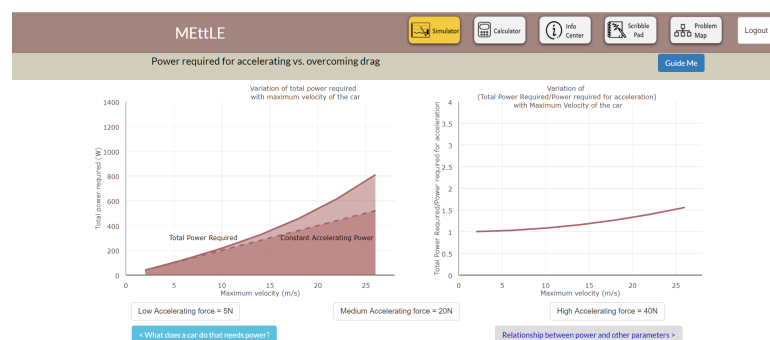 MEttLE
Simulator
Calculator
Info
Center
Scribble
Pad
Problem
Map
Logout
Power required for accelerating vs. overcoming drag
Guide Me
Variation of total power required
with maximum velocity of the car
1400
1200
1000
800
600
400
200
0
Total power required (W)
Total Power Required
Constant Accelerating Power
0 5 10 15 20 25
Maximum velocity (m/s)
Variation of
(Total Power Required/Power required for acceleration)
with Maximum Velocity of the car
4
3.5
3
2.5
2
1.5
1
0.5
0
Total Power Required/Power required for acceleration
0 5 10 15 20 25
Maximum velocity (m/s)
Low Accelerating force = 5N
Medium Accelerating force = 20N
High Accelerating force = 40N
< What does a car do that needs power?
Relationship between power and other parameters >